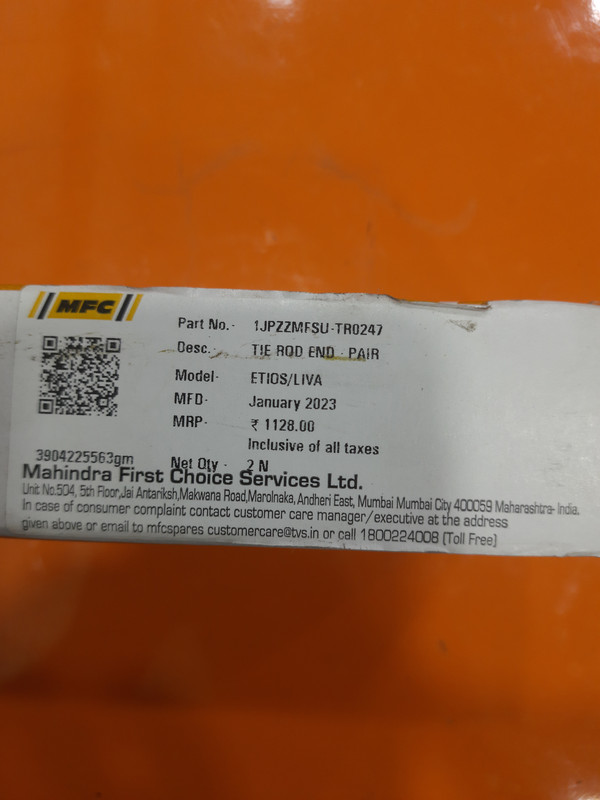 MFC
Part No.- 1JPZZMFSU-TR0247
Desc.- TIE ROD END - PAIR
Model- ETIOS/LIVA
MFD- January 2023
MRP- ₹ 1128.00
Inclusive of all taxes
3904225563gm
Net Qty - 2 N
Mahindra First Choice Services Ltd.
Unit No.504, 5th Floor,Jai Antariksh,Makwana Road,Marolnaka, Andheri East, Mumbai Mumbai City 400059 Maharashtra- India.
In case of consumer complaint contact customer care manager/executive at the address
given above or email to mfcspares customercare@tvs.in or call 1800224008 (Toll Free)